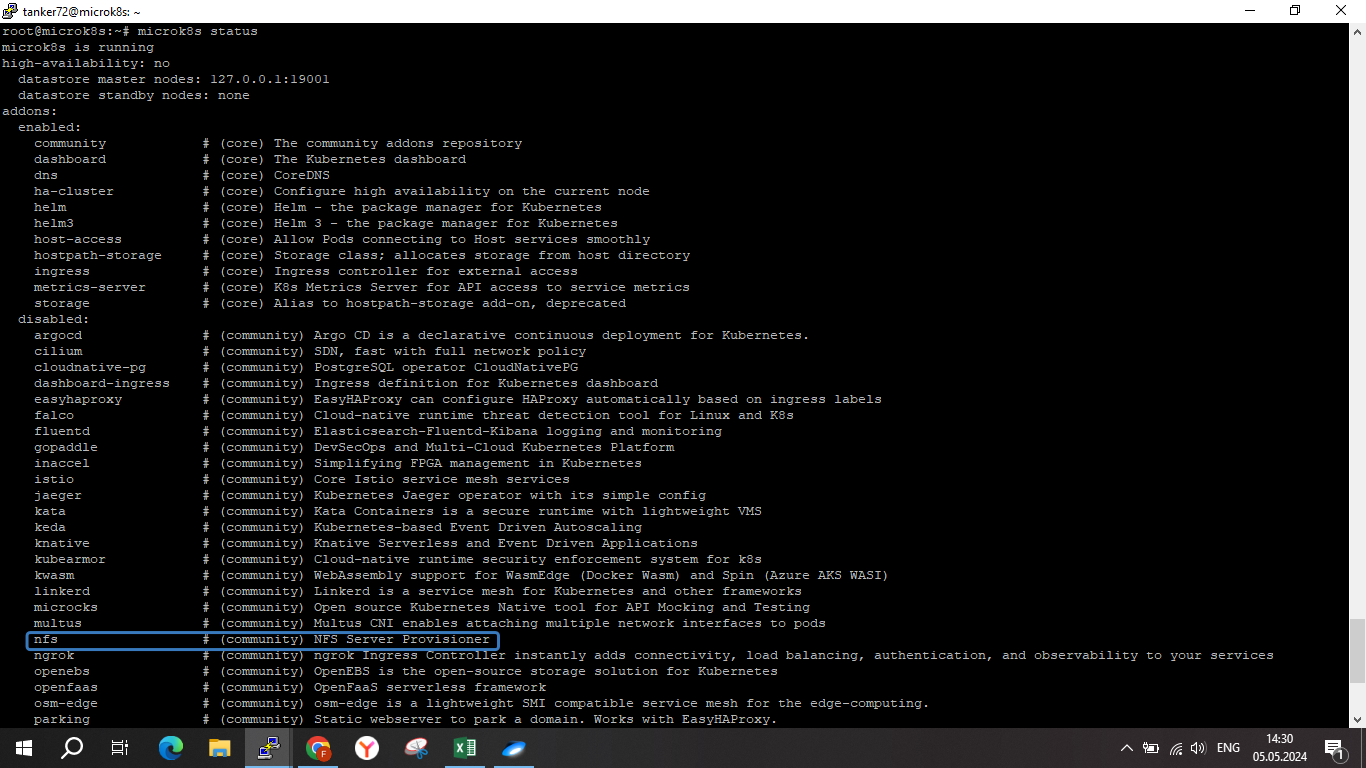 tanker72@microk8s: ~
root@microk8s:~# microk8s status
microk8s is running
high-availability: no
  datastore master nodes: 127.0.0.1:19001
  datastore standby nodes: none
addons:
  enabled:
    community            # (core) The community addons repository
    dashboard            # (core) The Kubernetes dashboard
    dns                  # (core) CoreDNS
    ha-cluster           # (core) Configure high availability on the current node
    helm                 # (core) Helm - the package manager for Kubernetes
    helm3                # (core) Helm 3 - the package manager for Kubernetes
    host-access          # (core) Allow Pods connecting to Host services smoothly
    hostpath-storage     # (core) Storage class; allocates storage from host directory
    ingress              # (core) Ingress controller for external access
    metrics-server       # (core) K8s Metrics Server for API access to service metrics
    storage              # (core) Alias to hostpath-storage add-on, deprecated
  disabled:
    argocd               # (community) Argo CD is a declarative continuous deployment for Kubernetes.
    cilium               # (community) SDN, fast with full network policy
    cloudnative-pg       # (community) PostgreSQL operator CloudNativePG
    dashboard-ingress    # (community) Ingress definition for Kubernetes dashboard
    easyhaproxy          # (community) EasyHAProxy can configure HAProxy automatically based on ingress labels
    falco                # (community) Cloud-native runtime threat detection tool for Linux and K8s
    fluentd              # (community) Elasticsearch-Fluentd-Kibana logging and monitoring
    gopaddle             # (community) DevSecOps and Multi-Cloud Kubernetes Platform
    inaccel              # (community) Simplifying FPGA management in Kubernetes
    istio                # (community) Core Istio service mesh services
    jaeger               # (community) Kubernetes Jaeger operator with its simple config
    kata                 # (community) Kata Containers is a secure runtime with lightweight VMS
    keda                 # (community) Kubernetes-based Event Driven Autoscaling
    knative              # (community) Knative Serverless and Event Driven Applications
    kubearmor            # (community) Cloud-native runtime security enforcement system for k8s
    kwasm                # (community) WebAssembly support for WasmEdge (Docker Wasm) and Spin (Azure AKS WASI)
    linkerd              # (community) Linkerd is a service mesh for Kubernetes and other frameworks
    microcks             # (community) Open source Kubernetes Native tool for API Mocking and Testing
    multus               # (community) Multus CNI enables attaching multiple network interfaces to pods
    nfs                  # (community) NFS Server Provisioner
    ngrok                # (community) ngrok Ingress Controller instantly adds connectivity, load balancing, authentication, and observability to your services
    openebs              # (community) OpenEBS is the open-source storage solution for Kubernetes
    openfaas             # (community) OpenFaaS serverless framework
    osm-edge             # (community) osm-edge is a lightweight SMI compatible service mesh for the edge-computing.
    parking              # (community) Static webserver to park a domain. Works with EasyHAProxy.
ENG
14:30
05.05.2024
1